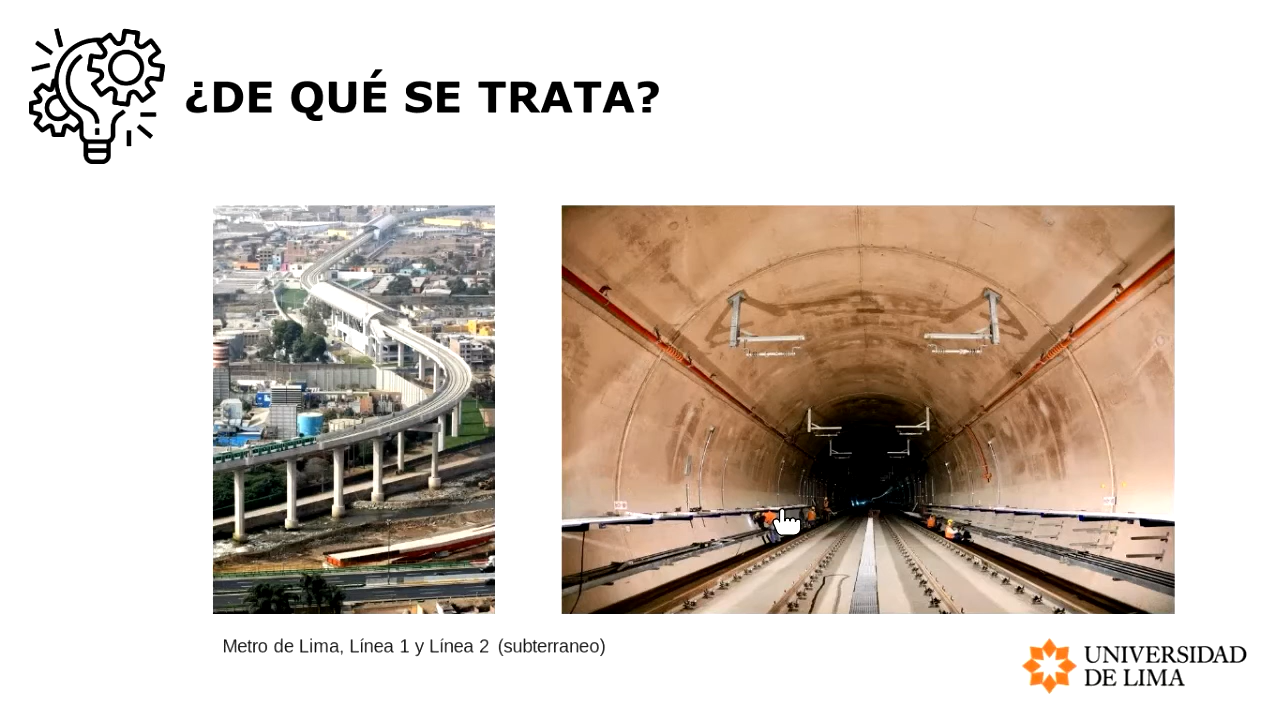 ¿DE QUÉ SE TRATA?
Metro de Lima, Línea 1 y Línea 2 (subterraneo)
UNIVERSIDAD
DE LIMA